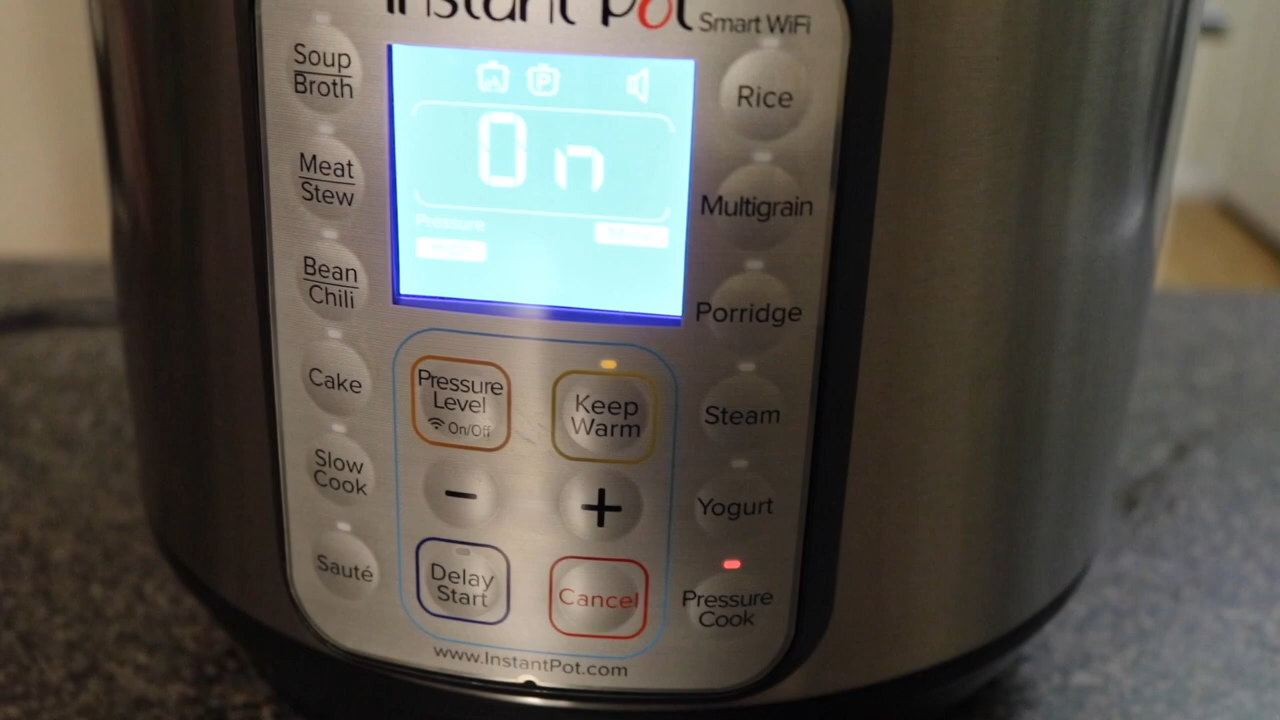 Instant Pot Smart WiFi
Soup
Broth
Meat
Stew
Bean
Chili
Cake
Slow
Cook
Sauté
P
On
Pressure
Pressure
Level
On/Off
Keep
Warm
−
+
Delay
Start
Cancel
Rice
Multigrain
Porridge
Steam
Yogurt
Pressure
Cook
www.InstantPot.com